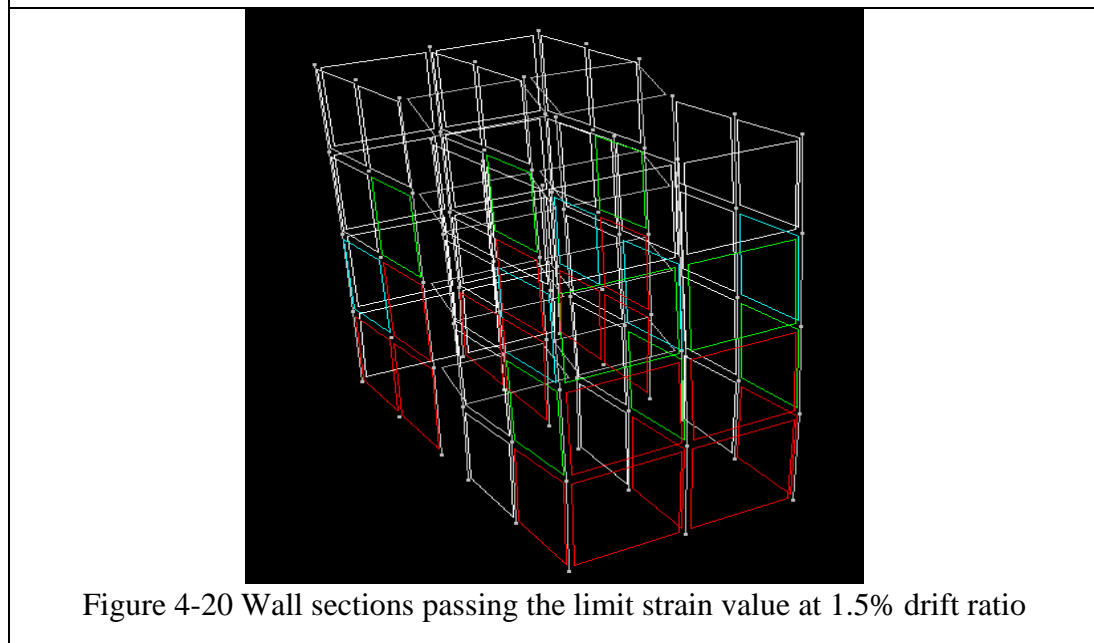 Figure 4-20 Wall sections passing the limit strain value at 1.5% drift ratio